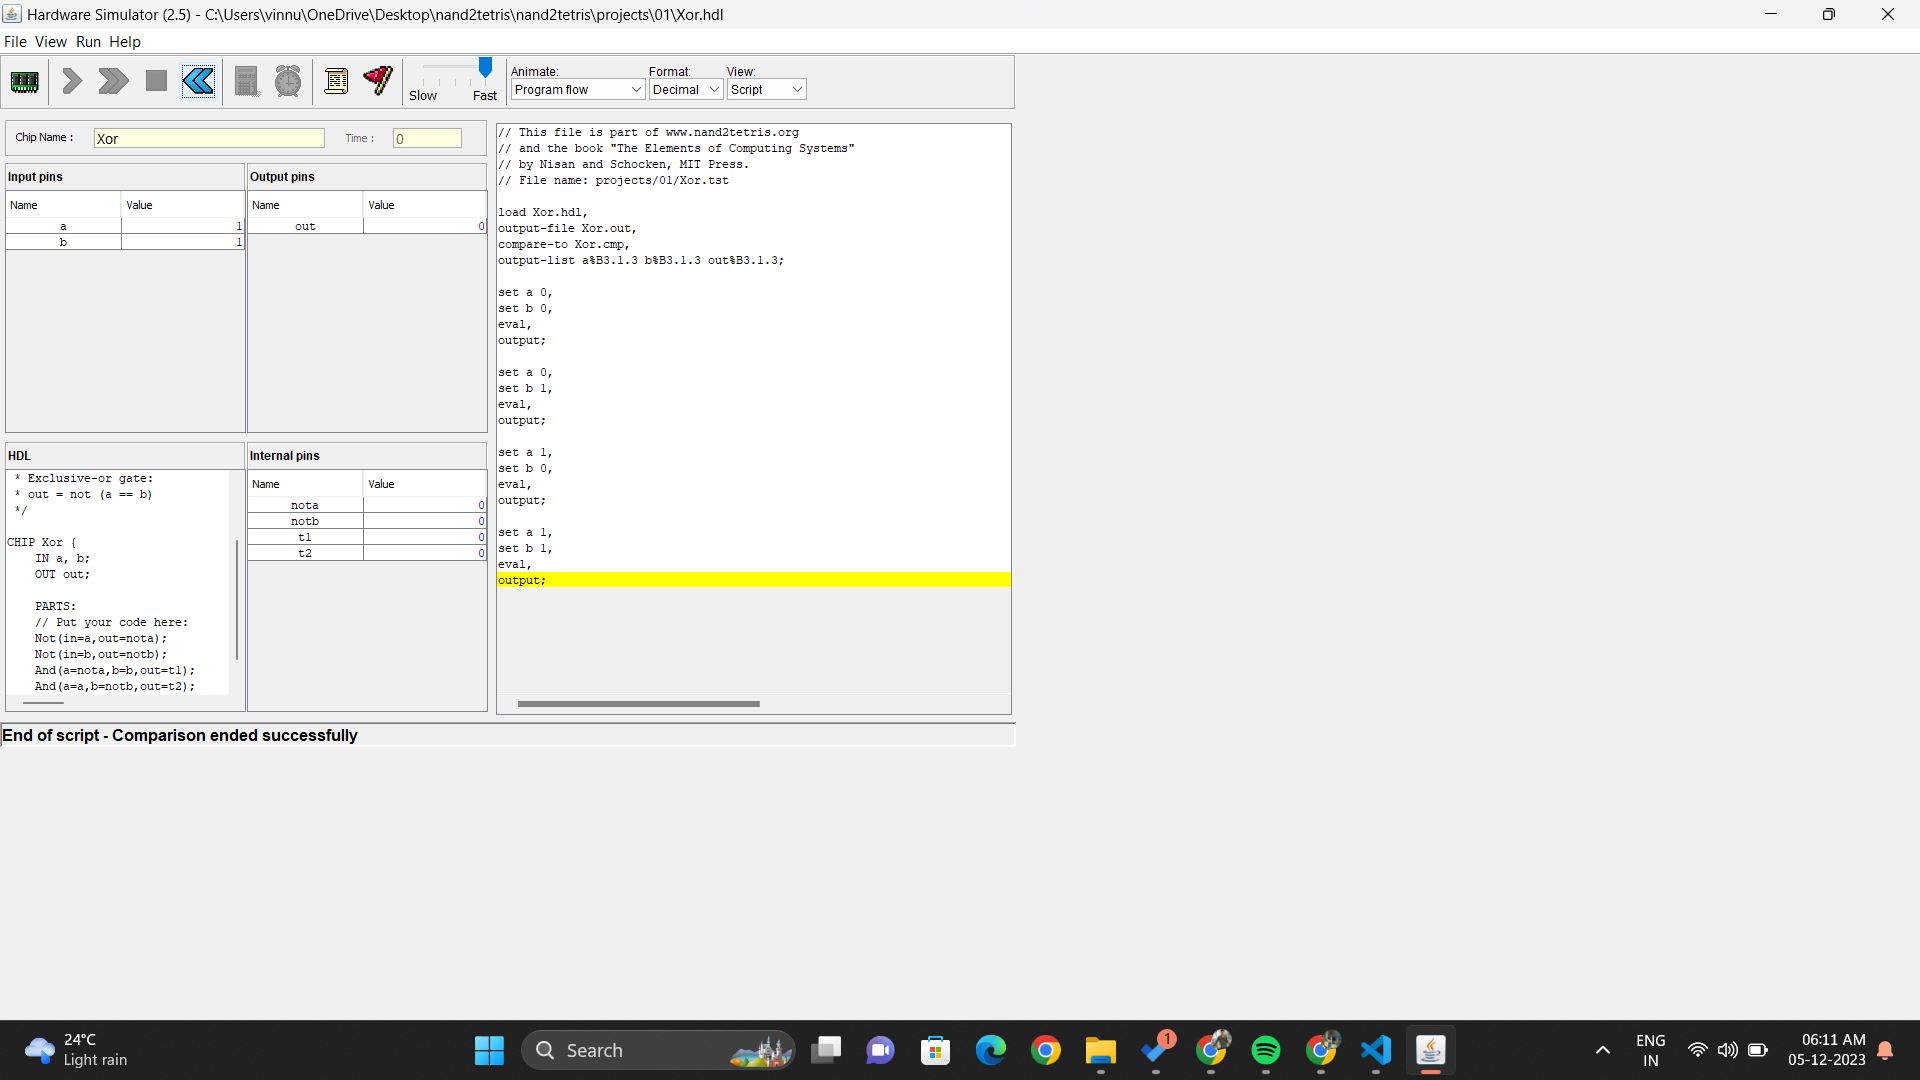 Hardware Simulator (2.5) - C:\Users\vinnu\OneDrive\Desktop\nand2tetris\nand2tetris\projects\01\Xor.hdl
File View Run Help
Slow Fast
Animate: Format: View:
Program flow Decimal Script
Chip Name : Xor Time : 0
Input pins
Name Value
a 1
b 1
Output pins
Name Value
out 0
HDL
* Exclusive-or gate:
* out = not (a == b)
*/
CHIP Xor {
IN a, b;
OUT out;
PARTS:
// Put your code here:
Not(in=a,out=nota);
Not(in=b,out=notb);
And(a=nota,b=b,out=t1);
And(a=a,b=notb,out=t2);
Internal pins
Name Value
nota 0
notb 0
t1 0
t2 0
// This file is part of www.nand2tetris.org
// and the book "The Elements of Computing Systems"
// by Nisan and Schocken, MIT Press.
// File name: projects/01/Xor.tst
load Xor.hdl,
output-file Xor.out,
compare-to Xor.cmp,
output-list a%B3.1.3 b%B3.1.3 out%B3.1.3;
set a 0,
set b 0,
eval,
output;
set a 0,
set b 1,
eval,
output;
set a 1,
set b 0,
eval,
output;
set a 1,
set b 1,
eval,
output;
End of script - Comparison ended successfully
24°C
Light rain
Search
1
ENG
IN
06:11 AM
05-12-2023